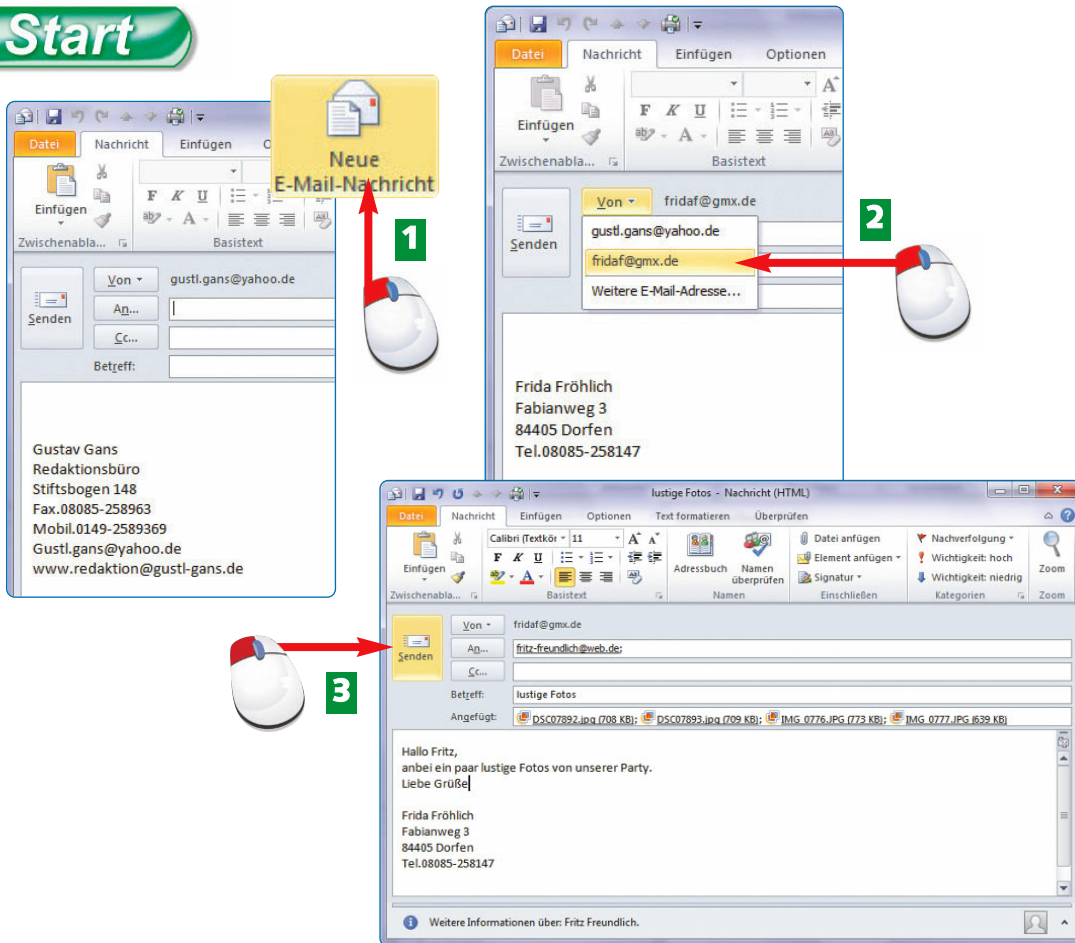 Start
Datei Nachricht Einfügen O
Einfügen
F K U
Zwischenabla... Basistext
Von gustl.gans@yahoo.de
Senden
An...
Cc...
Betreff:
Gustav Gans
Redaktionsbüro
Stiftsbogen 148
Fax.08085-258963
Mobil.0149-2589369
Gustl.gans@yahoo.de
www.redaktion@gustl-gans.de
Neue
E-Mail-Nachricht
1
Datei Nachricht Einfügen Optionen
Einfügen
F K U
Zwischenabla... Basistext
Von fridaf@gmx.de
Senden
gustl.gans@yahoo.de
fridaf@gmx.de
Weitere E-Mail-Adresse...
2
Frida Fröhlich
Fabianweg 3
84405 Dorfen
Tel.08085-258147
lustige Fotos - Nachricht (HTML)
Datei Nachricht Einfügen Optionen Text formatieren Überprüfen
Einfügen
Calibri (Textkör 11
F K U
Adressbuch
Namen
überprüfen
Datei anfügen
Element anfügen
Signatur
Nachverfolgung
Wichtigkeit: hoch
Wichtigkeit: niedrig
Zoom
Zwischenabla... Basistext Namen Einschließen Kategorien Zoom
Von fridaf@gmx.de
Senden
An... fritz-freundlich@web.de;
Cc...
Betreff: lustige Fotos
Angefügt: DSC07892.jpg (708 KB); DSC07893.jpg (709 KB); IMG_0776.JPG (773 KB); IMG_0777.JPG (639 KB)
3
Hallo Fritz,
anbei ein paar lustige Fotos von unserer Party.
Liebe Grüße
Frida Fröhlich
Fabianweg 3
84405 Dorfen
Tel.08085-258147
Weitere Informationen über: Fritz Freundlich.